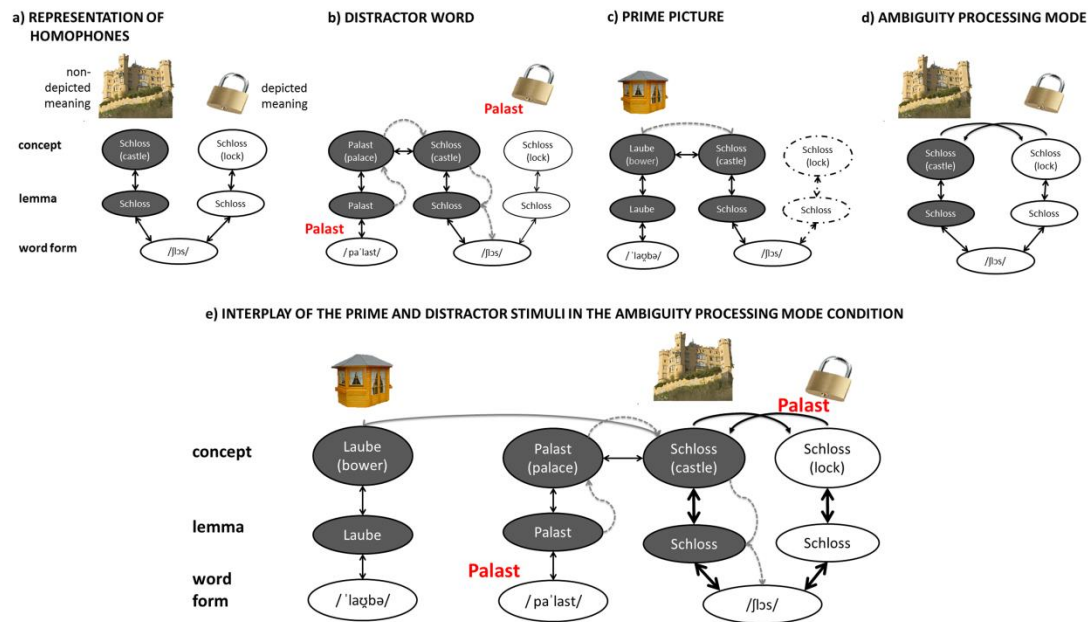 a) REPRESENTATION OF
HOMOPHONES
non-
depicted
meaning
depicted
meaning
concept
lemma
word form
Schloss
(castle)
Schloss
(lock)
Schloss
Schloss
/ʃlɔs/
b) DISTRACTOR WORD
Palast
Palast
(palace)
Schloss
(castle)
Schloss
(lock)
Palast
Schloss
Schloss
Palast
/pa'last/
/ʃlɔs/
c) PRIME PICTURE
Laube
(bower)
Schloss
(castle)
Schloss
(lock)
Laube
Schloss
Schloss
/ ˈlaʊ̯bə/
/ʃlɔs/
d) AMBIGUITY PROCESSING MODE
Schloss
(castle)
Schloss
(lock)
Schloss
Schloss
/ʃlɔs/
e) INTERPLAY OF THE PRIME AND DISTRACTOR STIMULI IN THE AMBIGUITY PROCESSING MODE CONDITION
Palast
concept
Laube
(bower)
Palast
(palace)
Schloss
(castle)
Schloss
(lock)
lemma
Laube
Palast
Schloss
Schloss
Palast
word
form
/ ˈlaʊ̯bə/
/ pa'last/
/ʃlɔs/